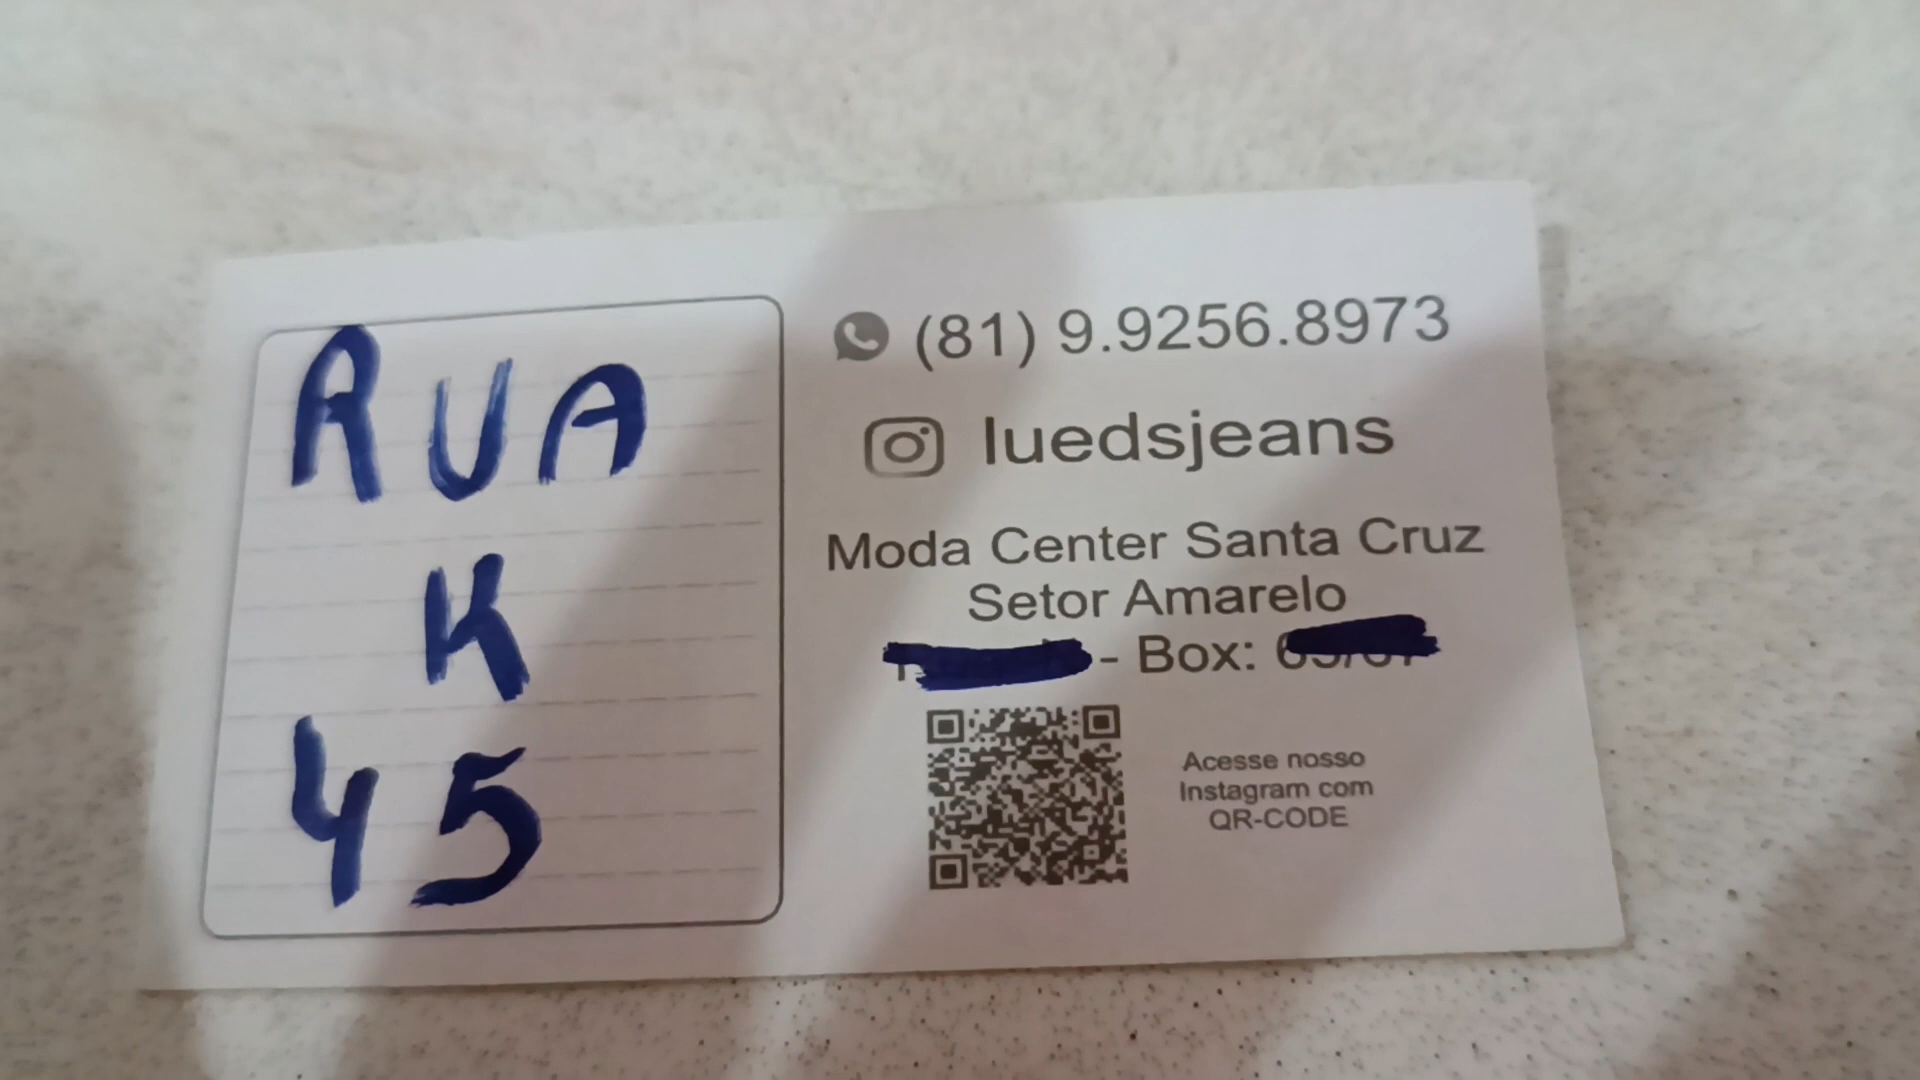 RUA
K
45
(81) 9.9256.8973
luedsjeans
Moda Center Santa Cruz
Setor Amarelo
- Box:
Acesse nosso
Instagram com
QR-CODE